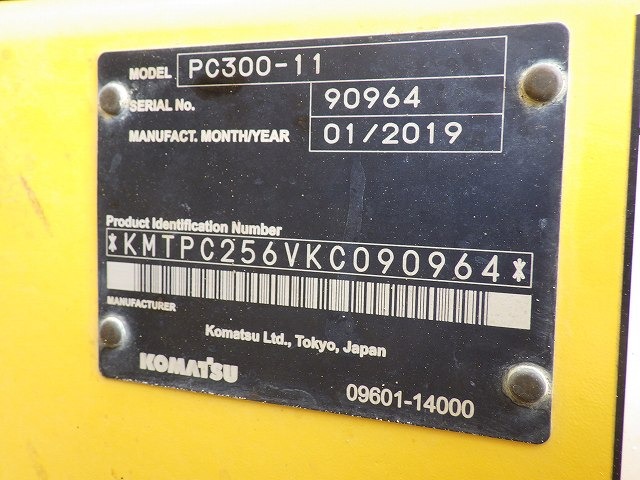 MODEL PC300-11
SERIAL No. 90964
MANUFACT. MONTH/YEAR 01/2019
Product Identification Number
*KMTPC256VKC090964*
MANUFACTURER
Komatsu Ltd., Tokyo, Japan
KOMATSU
09601-14000